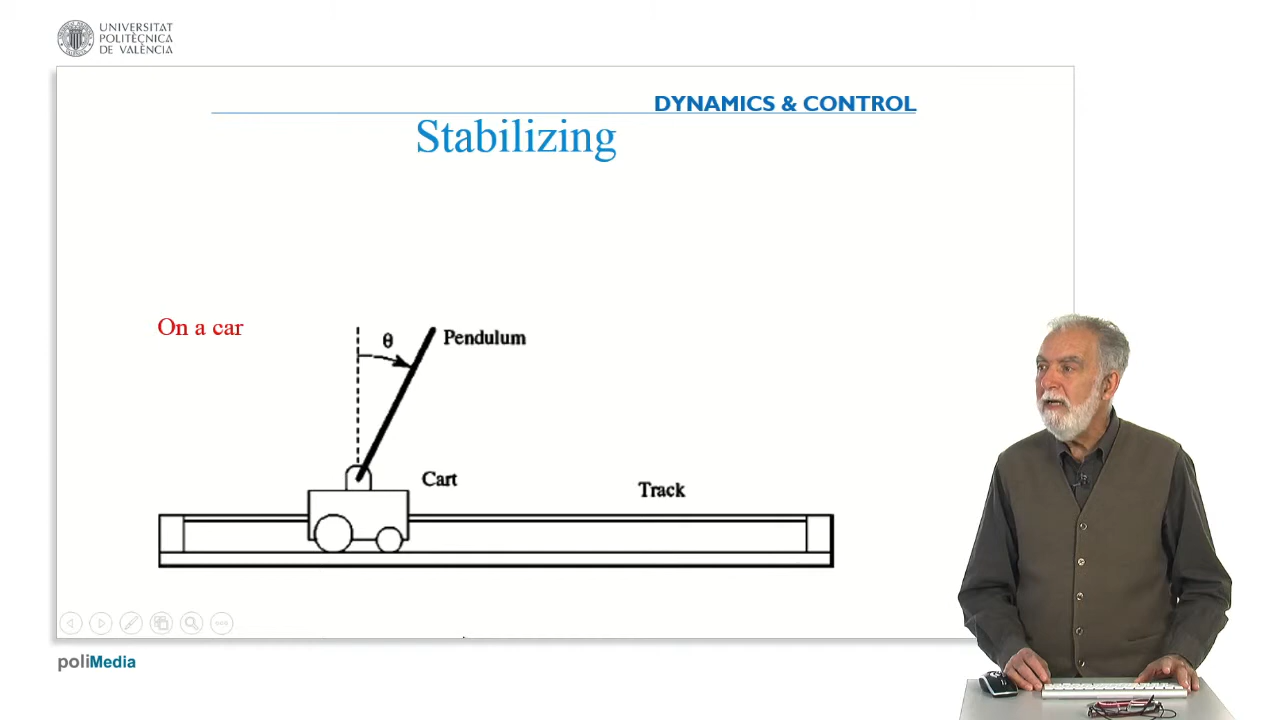 UNIVERSITAT
POLITÈCNICA
DE VALÈNCIA
DYNAMICS & CONTROL
Stabilizing
On a car
θ
Pendulum
Cart
Track
poliMedia